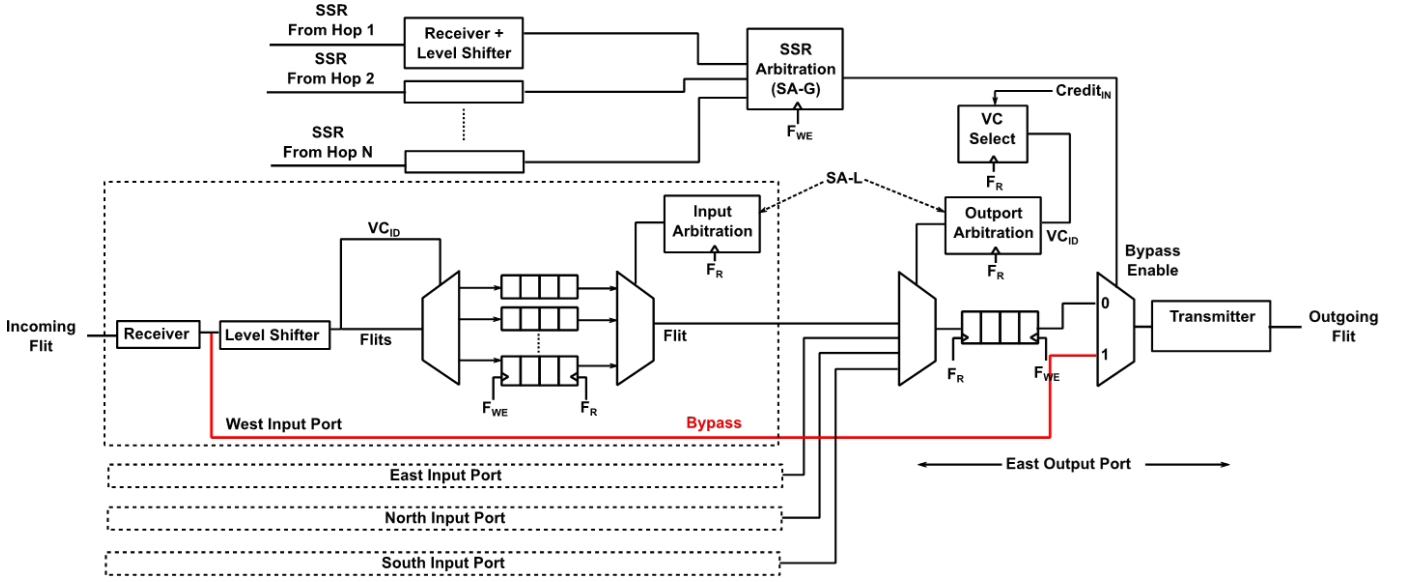 SSR
From Hop 1
Receiver +
Level Shifter
SSR
From Hop 2
SSR
From Hop N
SSR
Arbitration
(SA-G)
FWE
CreditIN
VC
Select
FR
SA-L
Input
Arbitration
FR
Outport
Arbitration
FR
VCID
VCID
Bypass
Enable
Incoming
Flit
Receiver
Level Shifter
Flits
FWE
FR
Flit
FR
FWE
0
1
Transmitter
Outgoing
Flit
West Input Port
Bypass
East Input Port
East Output Port
North Input Port
South Input Port